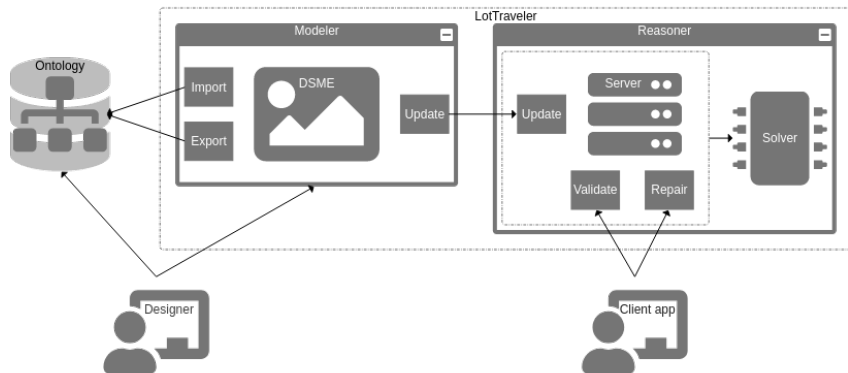 LotTraveler
Modeler
Reasoner
Ontology
Import
DSME
Server
Update
Update
Export
Solver
Validate
Repair
Designer
Client app